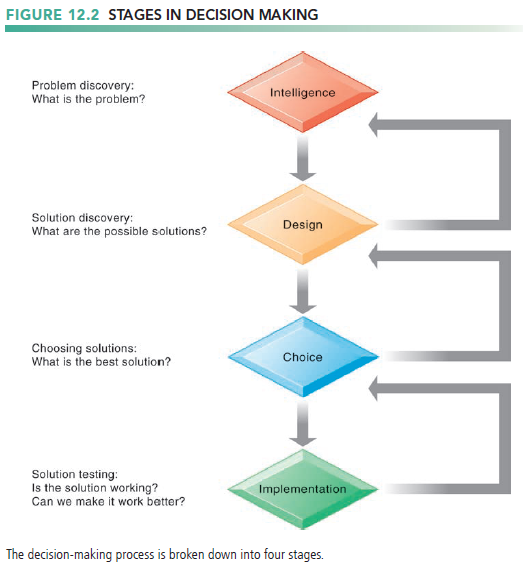 FIGURE 12.2 STAGES IN DECISION MAKING
Problem discovery:
What is the problem?
Intelligence
Solution discovery:
What are the possible solutions?
Design
Choosing solutions:
What is the best solution?
Choice
Solution testing:
Is the solution working?
Can we make it work better?
Implementation
The decision-making process is broken down into four stages.